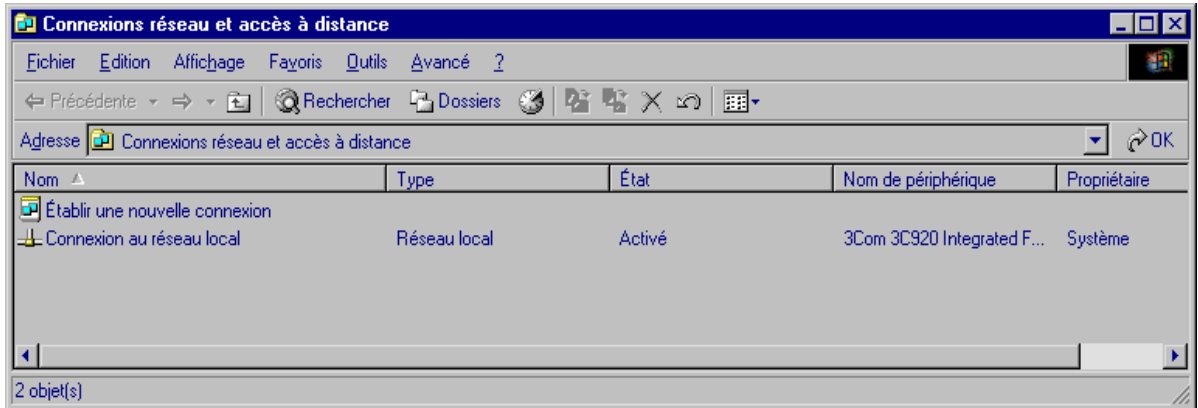 Connexions réseau et accès à distance
Fichier Edition Affichage Favoris Outils Avancé ?
Précédente Rechercher Dossiers
Adresse Connexions réseau et accès à distance OK
Nom Type État Nom de périphérique Propriétaire
Établir une nouvelle connexion
Connexion au réseau local Réseau local Activé 3Com 3C920 Integrated F... Système
2 objet(s)